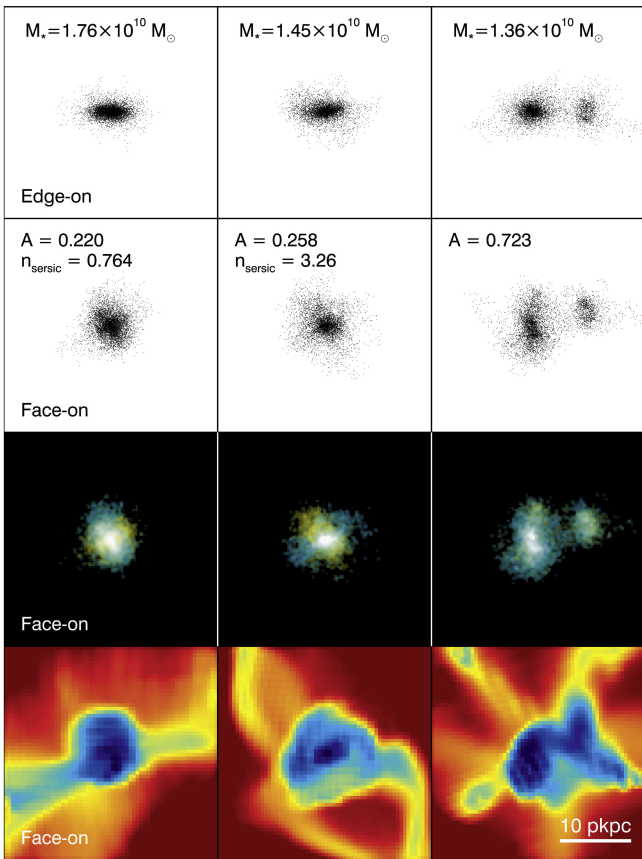 M*=1.76×10^10 M☉
M*=1.45×10^10 M☉
M*=1.36×10^10 M☉
Edge-on
A = 0.220
n_sersic = 0.764
A = 0.258
n_sersic = 3.26
A = 0.723
Face-on
Face-on
Face-on
10 pkpc